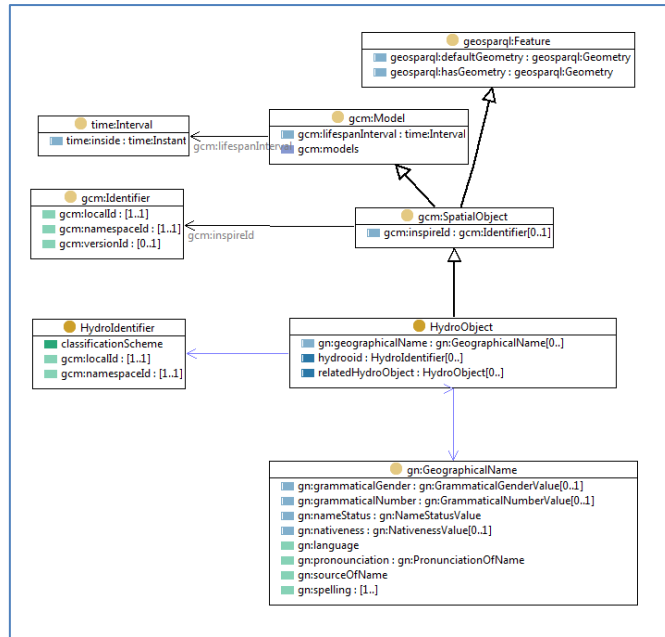 geosparql:Feature
geosparql:defaultGeometry : geosparql:Geometry
geosparql:hasGeometry : geosparql:Geometry
gcm:Model
gcm:lifespanInterval : time:Interval
gcm:models
time:Interval
time:inside : time:Instant
gcm:lifespanInterval
gcm:Identifier
gcm:localId : [1..1]
gcm:namespaceId : [1..1]
gcm:versionId : [0..1]
gcm:inspireId
gcm:SpatialObject
gcm:inspireId : gcm:Identifier[0..1]
HydroIdentifier
classificationScheme
gcm:localId : [1..1]
gcm:namespaceId : [1..1]
HydroObject
gn:geographicalName : gn:GeographicalName[0..]
hydrooid : HydroIdentifier[0..]
relatedHydroObject : HydroObject[0..]
gn:GeographicalName
gn:grammaticalGender : gn:GrammaticalGenderValue[0..1]
gn:grammaticalNumber : gn:GrammaticalNumberValue[0..1]
gn:nameStatus : gn:NameStatusValue
gn:nativeness : gn:NativenessValue[0..1]
gn:language
gn:pronounciation : gn:PronunciationOfName
gn:sourceOfName
gn:spelling : [1..]